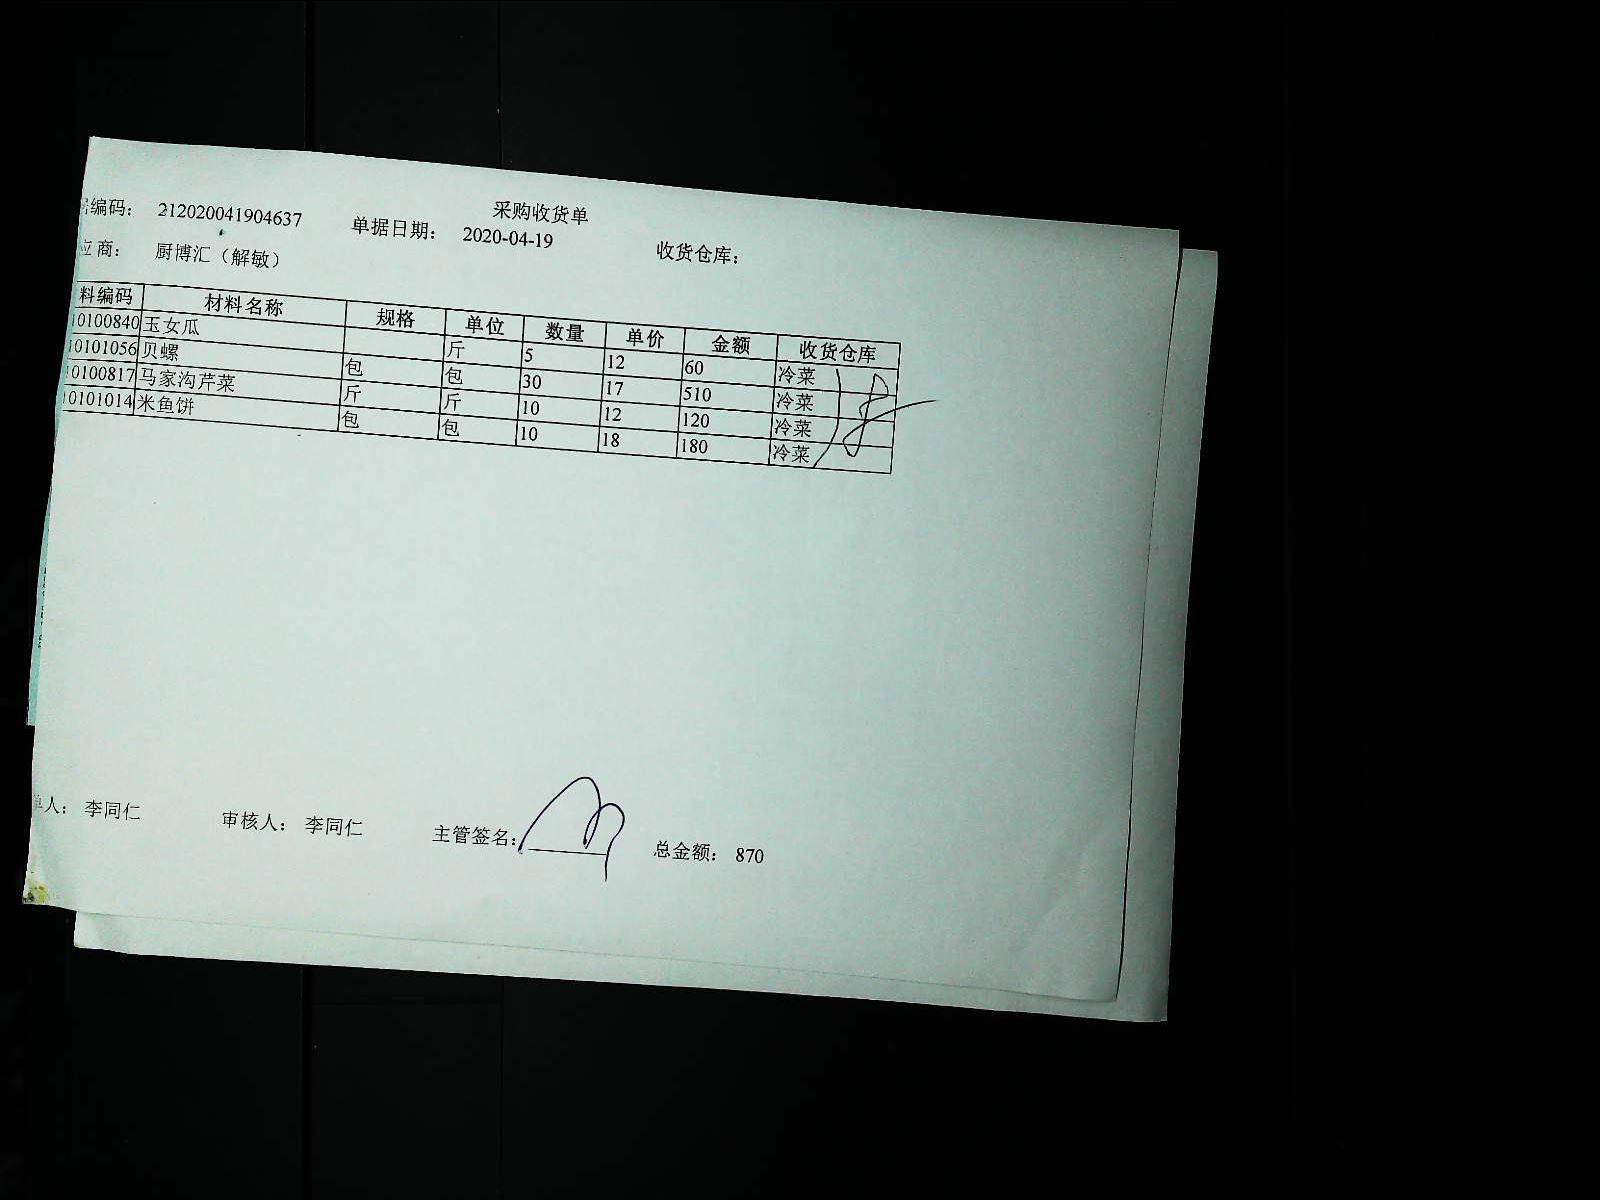 采购收货单
编码： 212020041904637 单据日期： 2020-04-19 收货仓库：
应商： 厨博汇（解敏）
料编码 材料名称 规格 单位 数量 单价 金额 收货仓库
10100840 玉女瓜 斤 5 12 60 冷菜
10101056 贝螺 包 包 30 17 510 冷菜
10100817 马家沟芹菜 斤 斤 10 12 120 冷菜
10101014 米鱼饼 包 包 10 18 180 冷菜
单人： 李同仁 审核人： 李同仁 主管签名： 总金额： 870